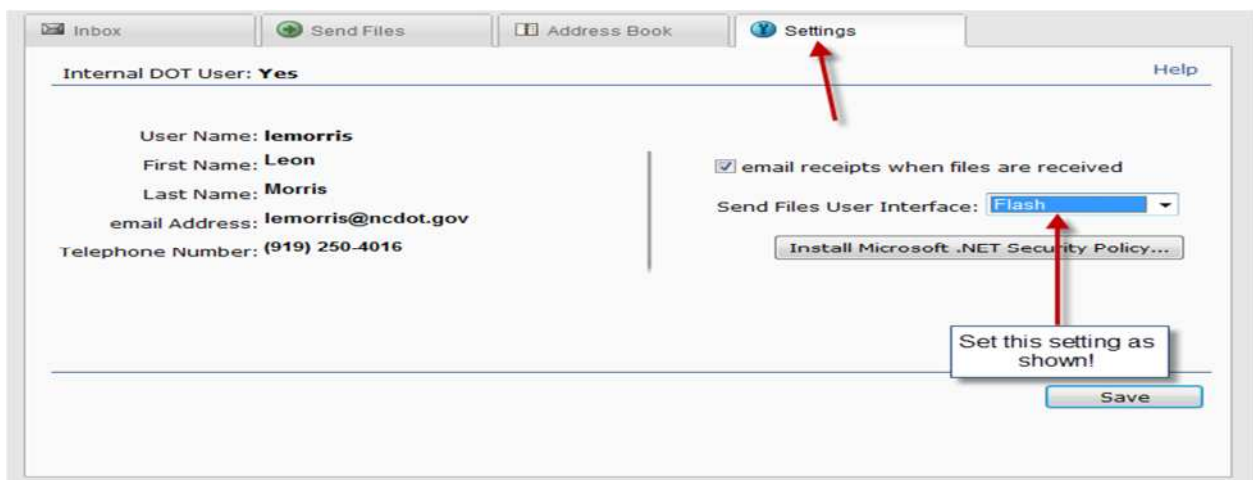 Inbox
Send Files
Address Book
Settings
Internal DOT User: Yes
Help
User Name: lemorris
First Name: Leon
Last Name: Morris
email Address: lemorris@ncdot.gov
Telephone Number: (919) 250-4016
email receipts when files are received
Send Files User Interface: Flash
Install Microsoft .NET Security Policy...
Set this setting as
shown!
Save